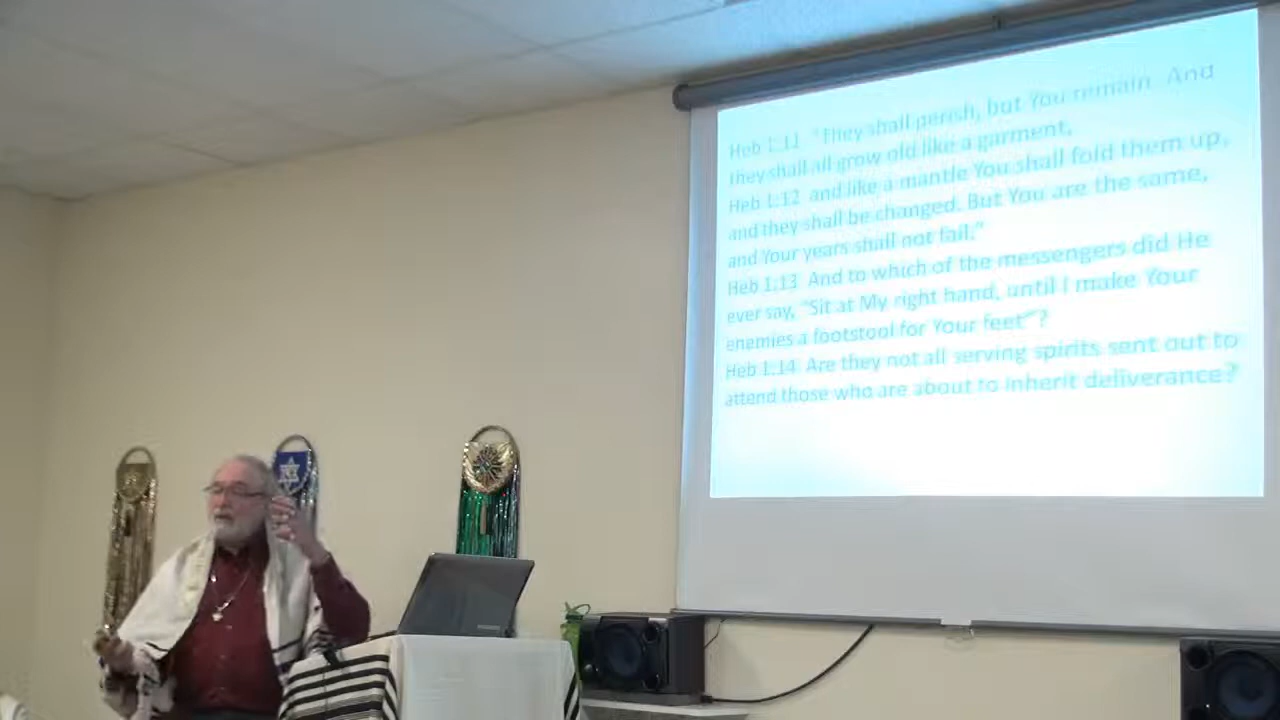 Heb 1:11 "They shall perish, but You remain. And
they shall all grow old like a garment,
Heb 1:12 and like a mantle You shall fold them up,
and they shall be changed. But You are the same,
and Your years shall not fail."
Heb 1:13 And to which of the messengers did He
ever say, "Sit at My right hand, until I make Your
enemies a footstool for Your feet"?
Heb 1:14 Are they not all serving spirits sent out to
attend those who are about to inherit deliverance?